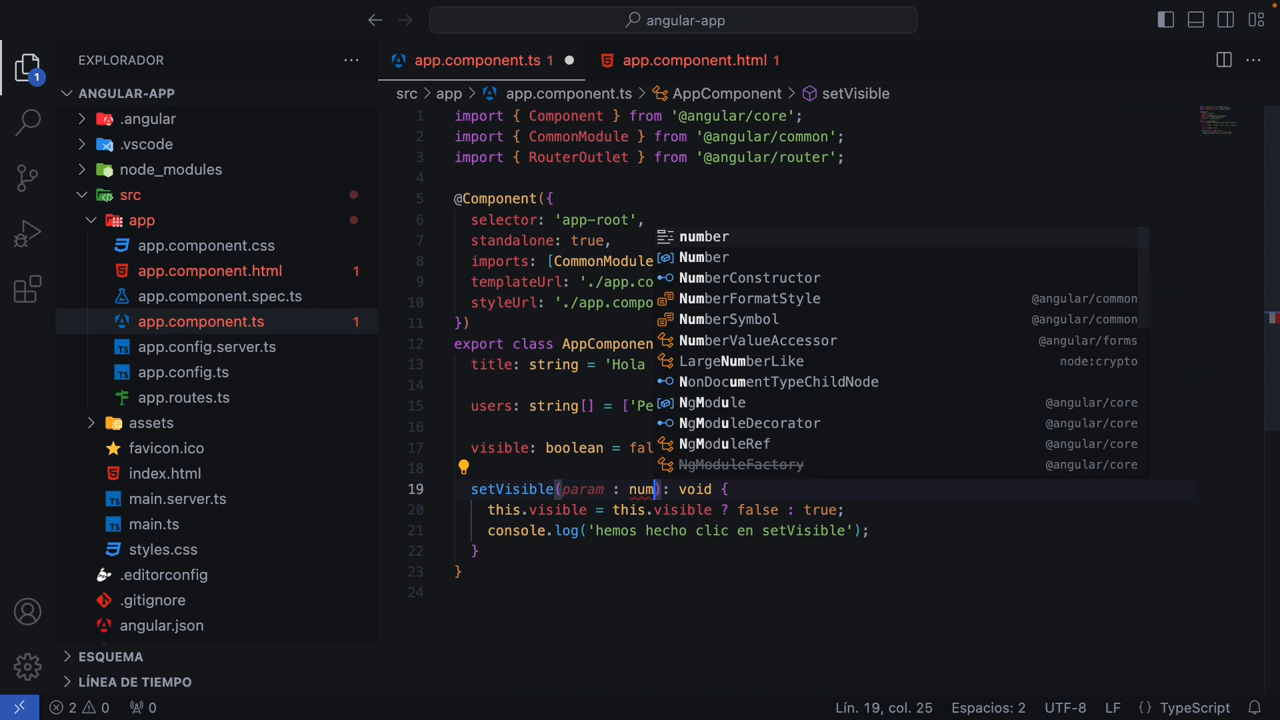 angular-app
EXPLORADOR
app.component.ts 1
app.component.html 1
1
ANGULAR-APP
src > app > app.component.ts > AppComponent > setVisible
.angular
.vscode
node_modules
src
app
app.component.css
app.component.html 1
app.component.spec.ts
app.component.ts 1
app.config.server.ts
app.config.ts
app.routes.ts
assets
favicon.ico
index.html
main.server.ts
main.ts
styles.css
.editorconfig
.gitignore
angular.json
ESQUEMA
LÍNEA DE TIEMPO
1 import { Component } from '@angular/core';
2 import { CommonModule } from '@angular/common';
3 import { RouterOutlet } from '@angular/router';
4
5 @Component({
6 selector: 'app-root',
7 standalone: true,
8 imports: [CommonModule
9 templateUrl: './app.co
10 styleUrl: './app.compo
11 })
12 export class AppComponent
13 title: string = 'Hola
14
15 users: string[] = ['Pe
16
17 visible: boolean = fal
18
19 setVisible(param : num): void {
20 this.visible = this.visible ? false : true;
21 console.log('hemos hecho clic en setVisible');
22 }
23 }
24
number
Number
NumberConstructor
NumberFormatStyle @angular/common
NumberSymbol @angular/common
NumberValueAccessor @angular/forms
LargeNumberLike node:crypto
NonDocumentTypeChildNode
NgModule @angular/core
NgModuleDecorator @angular/core
NgModuleRef @angular/core
NgModuleFactory @angular/core
2 0 0
Lín. 19, col. 25 Espacios: 2 UTF-8 LF {} TypeScript